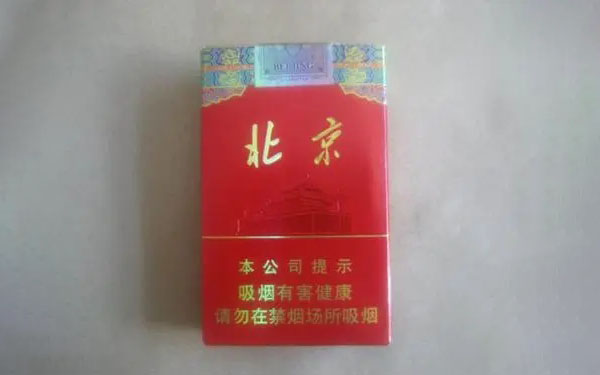 BEIJING
北京
本公司提示
吸烟有害健康
请勿在禁烟场所吸烟